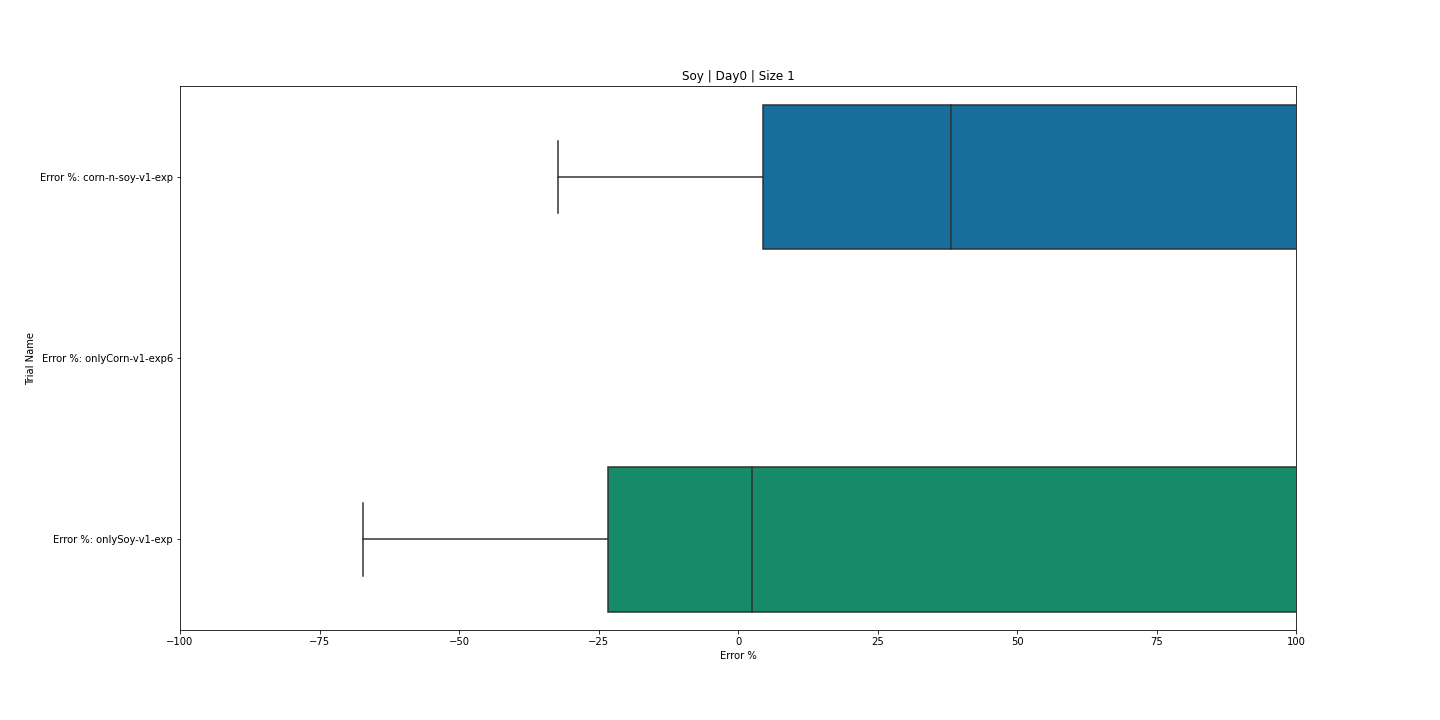 Soy | Day0 | Size 1
Error %: corn-n-soy-v1-exp
Error %: onlyCorn-v1-exp6
Error %: onlySoy-v1-exp
Trial Name
−100 −75 −50 −25 0 25 50 75 100
Error %